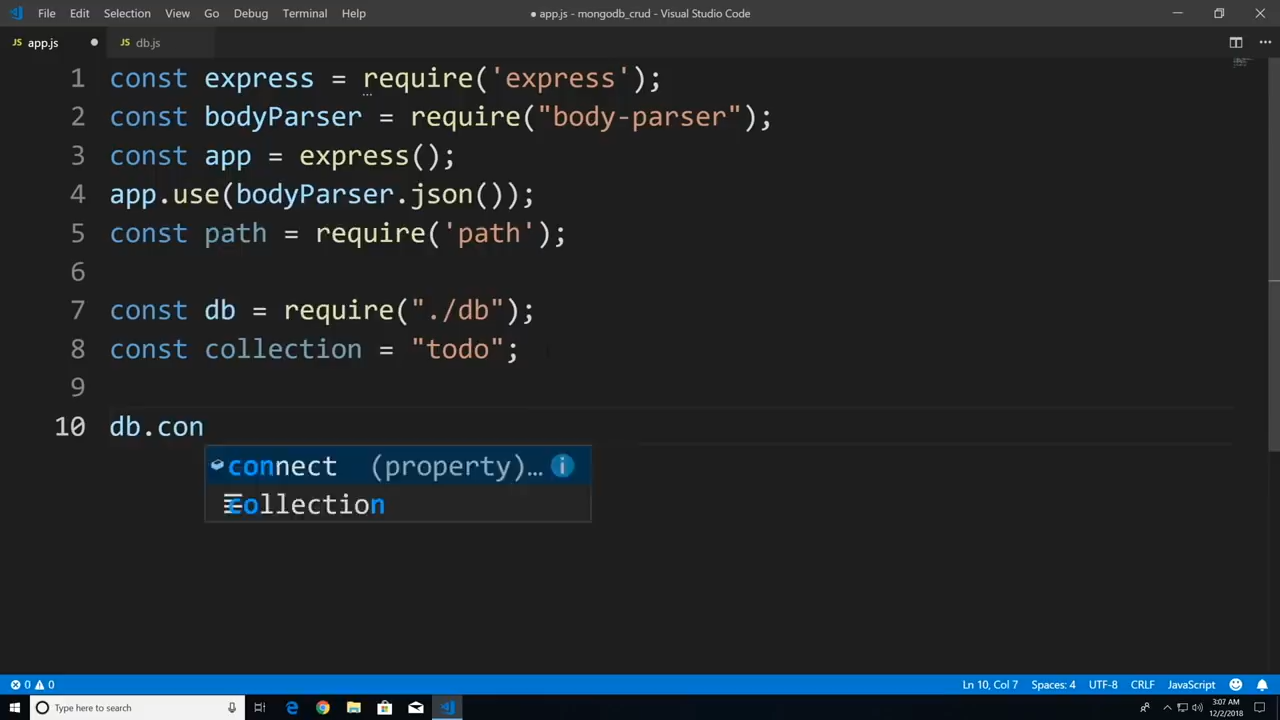 File Edit Selection View Go Debug Terminal Help
● app.js - mongodb_crud - Visual Studio Code
JS app.js ● JS db.js
1 const express = require('express');
2 const bodyParser = require("body-parser");
3 const app = express();
4 app.use(bodyParser.json());
5 const path = require('path');
6
7 const db = require("./db");
8 const collection = "todo";
9
10 db.con
connect (property)…
collection
0 0 Ln 10, Col 7 Spaces: 4 UTF-8 CRLF JavaScript
Type here to search
3:07 AM
12/2/2018